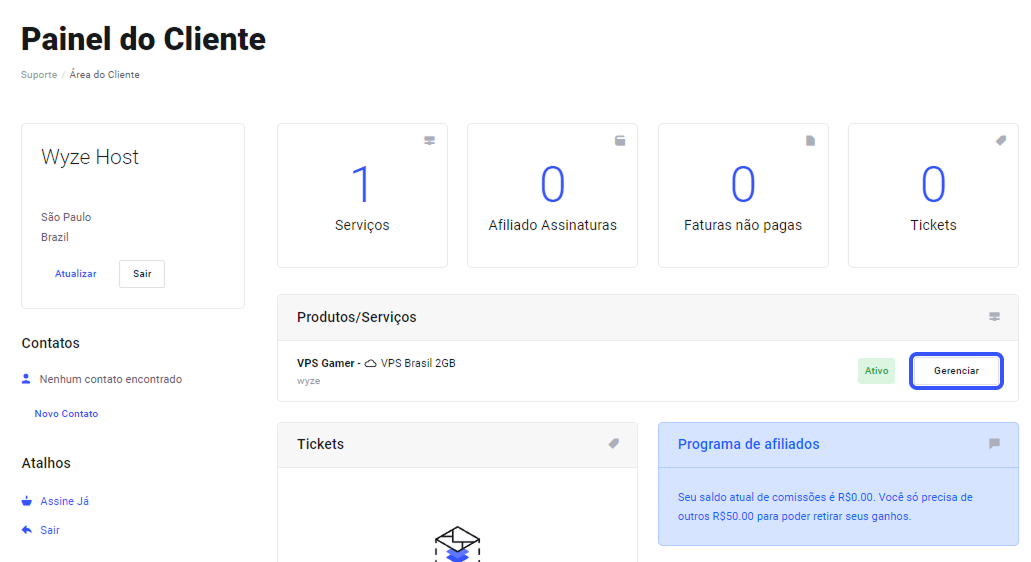 Painel do Cliente
Suporte / Área do Cliente
Wyze Host
São Paulo
Brazil
Atualizar
Sair
Contatos
Nenhum contato encontrado
Novo Contato
Atalhos
Assine Já
Sair
1
Serviços
0
Afiliado Assinaturas
0
Faturas não pagas
0
Tickets
Produtos/Serviços
VPS Gamer - VPS Brasil 2GB
wyze
Ativo
Gerenciar
Tickets
Programa de afiliados
Seu saldo atual de comissões é R$0.00. Você só precisa de
outros R$50.00 para poder retirar seus ganhos.